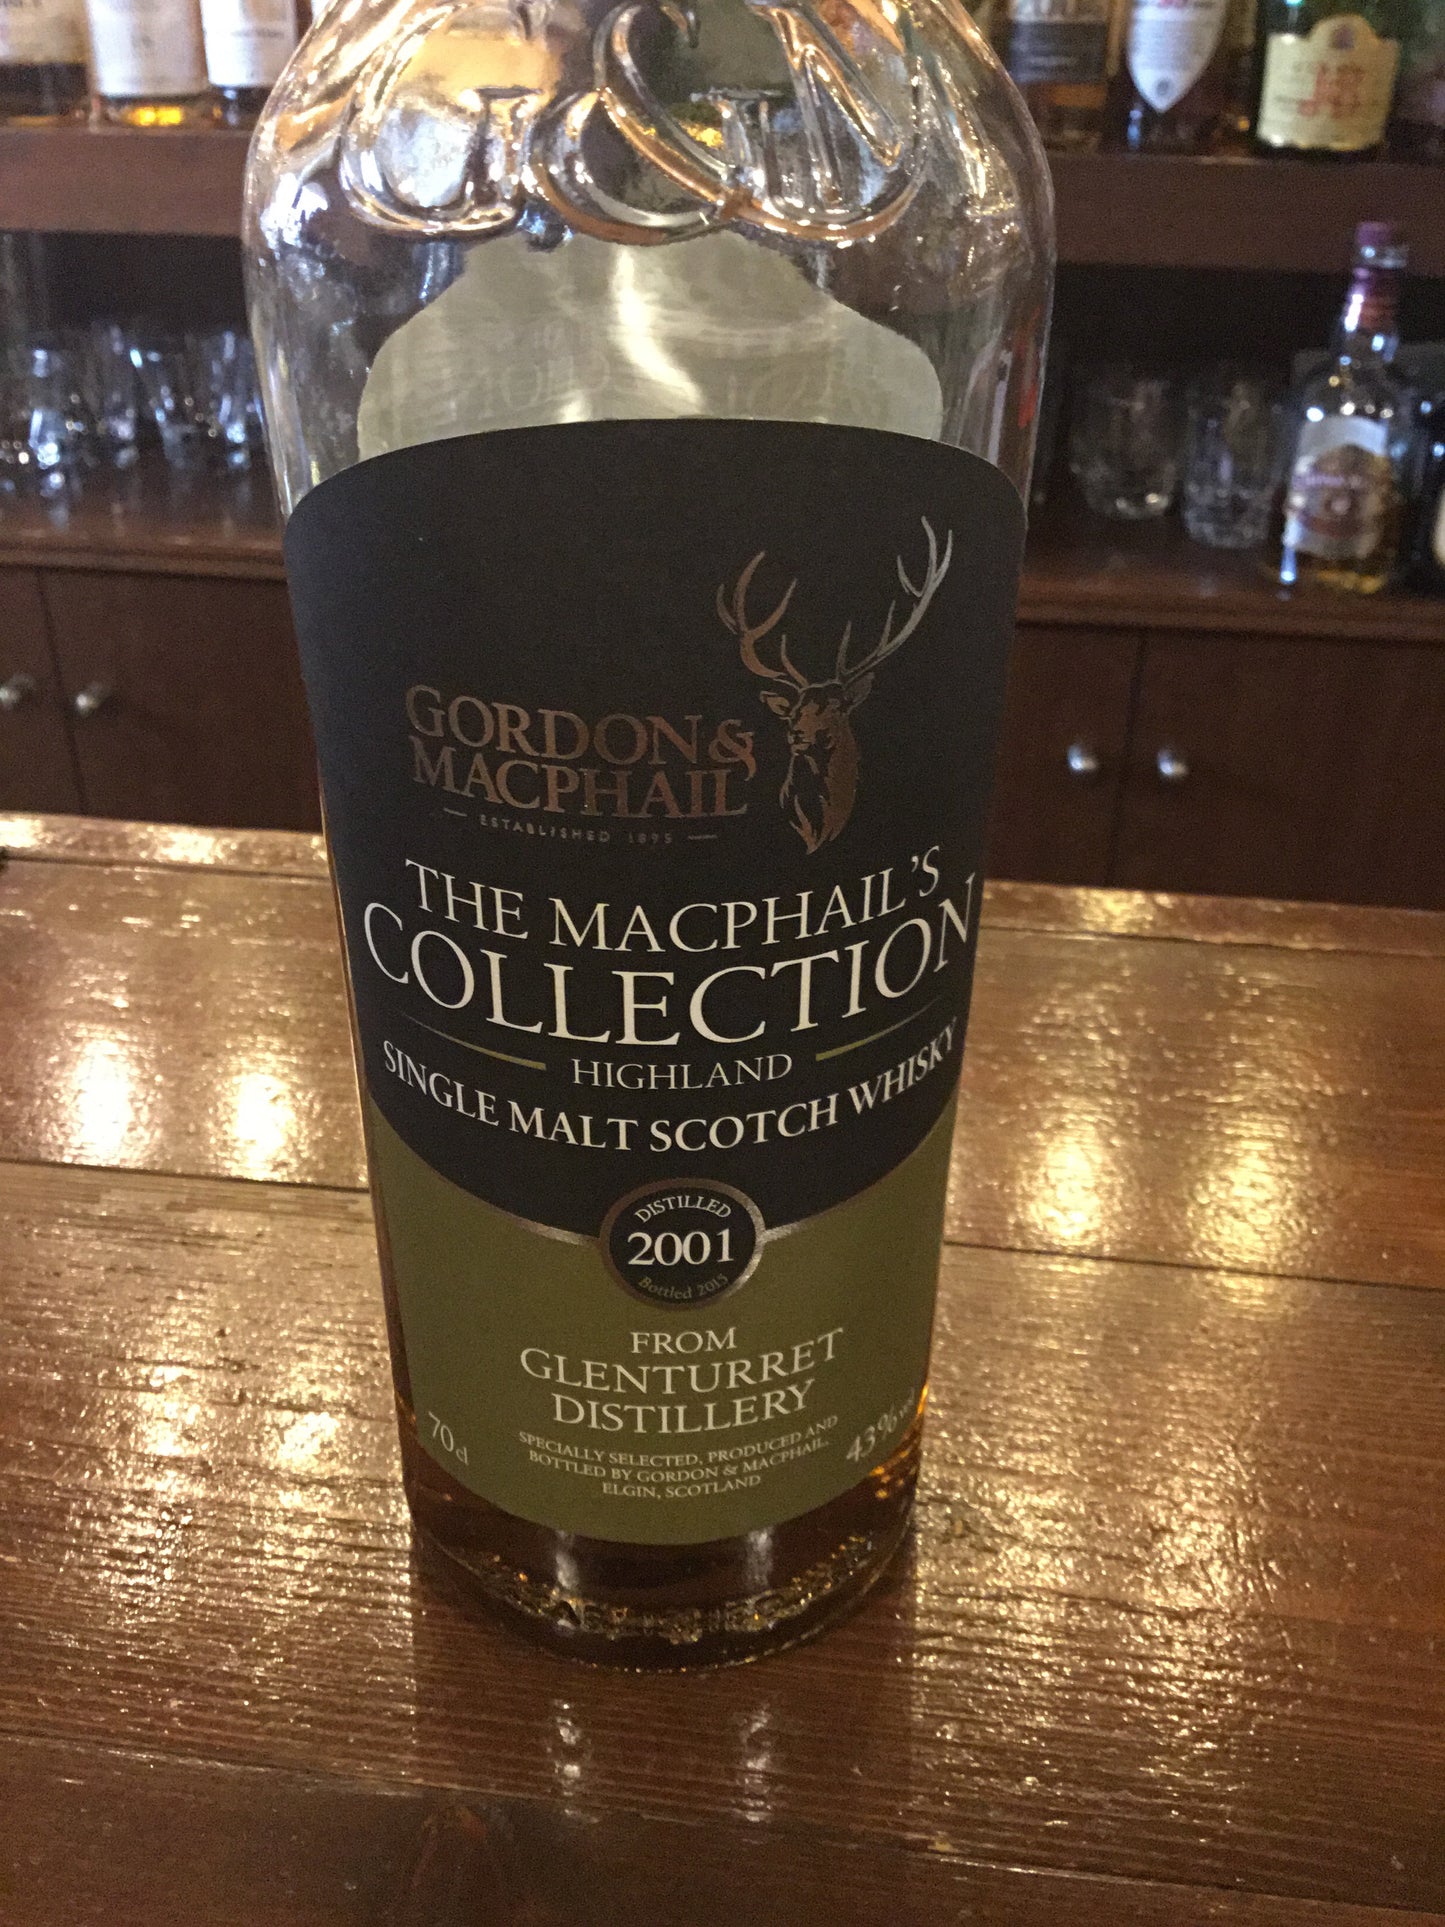 G&M
GORDON &
MACPHAIL
ESTABLISHED 1895
THE MACPHAIL'S
COLLECTION
HIGHLAND
SINGLE MALT SCOTCH WHISKY
DISTILLED
2001
Bottled 2015
FROM
GLENTURRET
DISTILLERY
70cl
43% vol
SPECIALLY SELECTED, PRODUCED AND
BOTTLED BY GORDON & MACPHAIL,
ELGIN, SCOTLAND